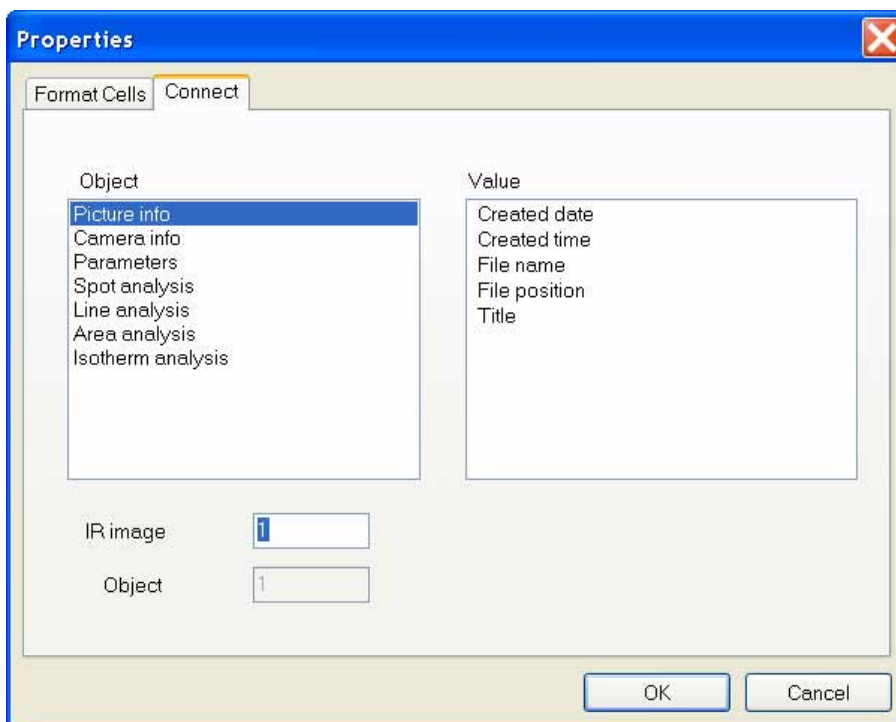 Properties
Format Cells
Connect
Object
Picture info
Camera info
Parameters
Spot analysis
Line analysis
Area analysis
Isotherm analysis
Value
Created date
Created time
File name
File position
Title
IR image
1
Object
1
OK
Cancel